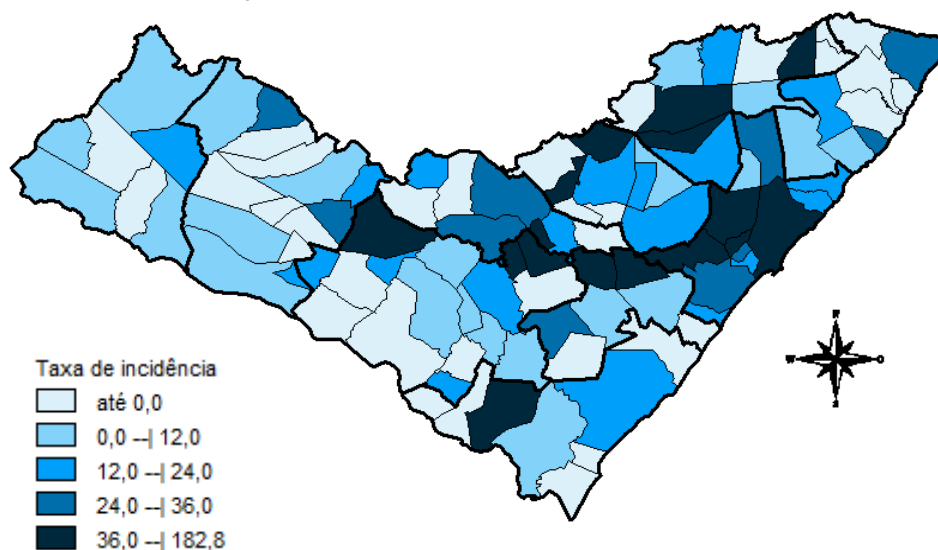 Taxa de incidência
até 0,0
0,0 --| 12,0
12,0 --| 24,0
24,0 --| 36,0
36,0 --| 182,8
N
W
O
S